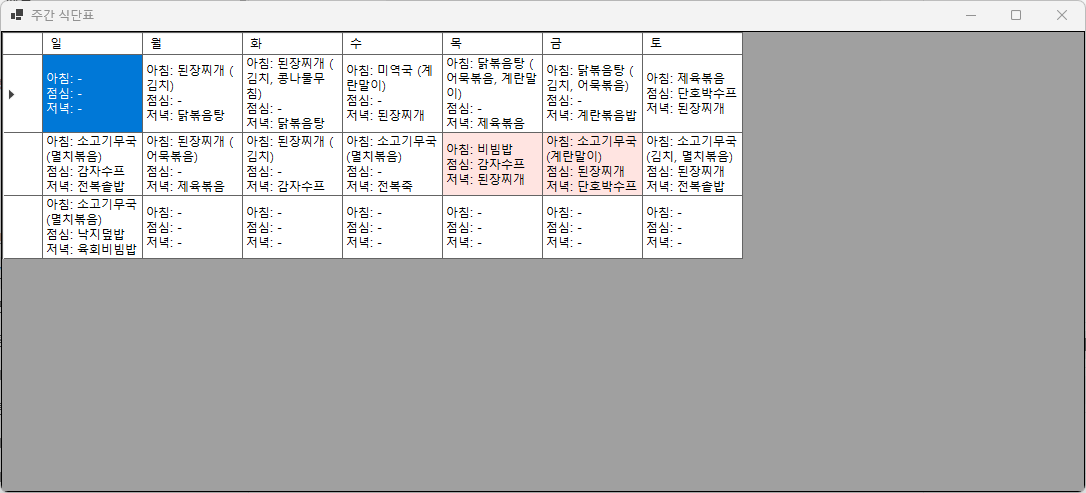 주간 식단표
일 월 화 수 목 금 토
아침: -
점심: -
저녁: -
아침: 된장찌개 (
김치)
점심: -
저녁: 닭볶음탕
아침: 된장찌개 (
김치, 콩나물무
침)
점심: -
저녁: 닭볶음탕
아침: 미역국 (계
란말이)
점심: -
저녁: 된장찌개
아침: 닭볶음탕 (
어묵볶음, 계란말
이)
점심: -
저녁: 제육볶음
아침: 닭볶음탕 (
김치, 어묵볶음)
점심: -
저녁: 계란볶음밥
아침: 제육볶음
점심: 단호박수프
저녁: 된장찌개
아침: 소고기무국
(멸치볶음)
점심: 감자수프
저녁: 전복솥밥
아침: 된장찌개 (
어묵볶음)
점심: -
저녁: 제육볶음
아침: 된장찌개 (
김치)
점심: -
저녁: 감자수프
아침: 소고기무국
(멸치볶음)
점심: -
저녁: 전복죽
아침: 비빔밥
점심: 감자수프
저녁: 된장찌개
아침: 소고기무국
(계란말이)
점심: 된장찌개
저녁: 단호박수프
아침: 소고기무국
(김치, 멸치볶음)
점심: 된장찌개
저녁: 전복솥밥
아침: 소고기무국
(멸치볶음)
점심: 낙지덮밥
저녁: 육회비빔밥
아침: -
점심: -
저녁: -
아침: -
점심: -
저녁: -
아침: -
점심: -
저녁: -
아침: -
점심: -
저녁: -
아침: -
점심: -
저녁: -
아침: -
점심: -
저녁: -